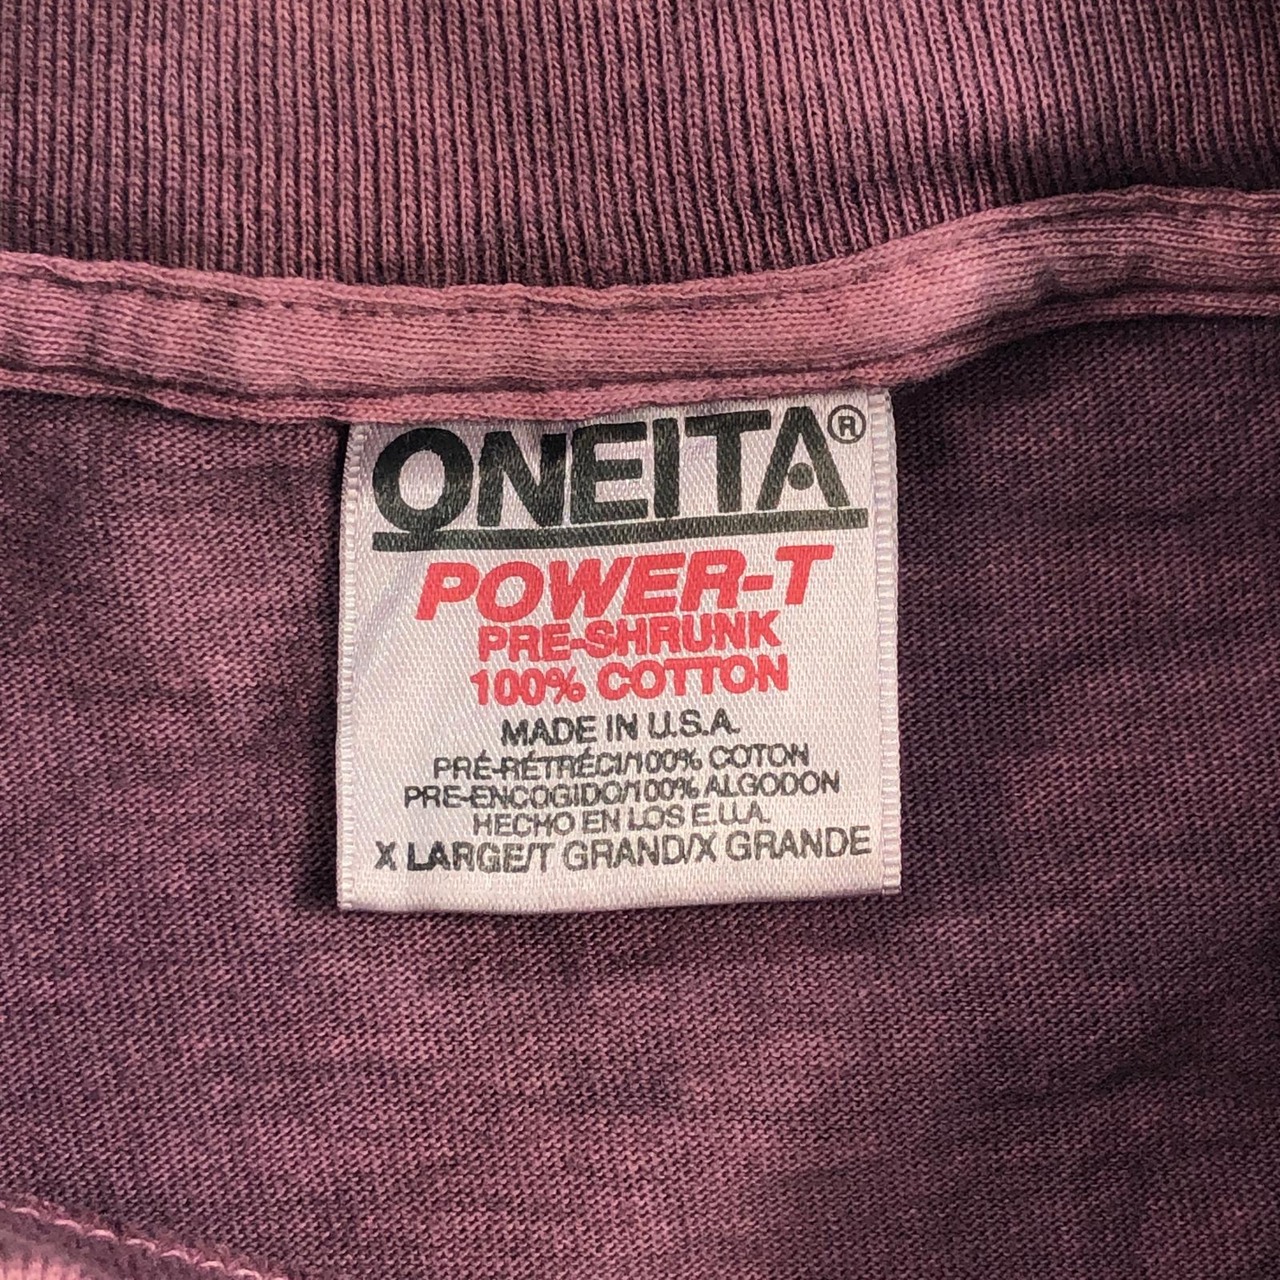 ONEITA®
POWER-T
PRE-SHRUNK
100% COTTON
MADE IN U.S.A.
PRÉ-RÉTRÉCI/100% COTON
PRE-ENCOGIDO/100% ALGODON
HECHO EN LOS E.U.A.
X LARGE/T GRAND/X GRANDE